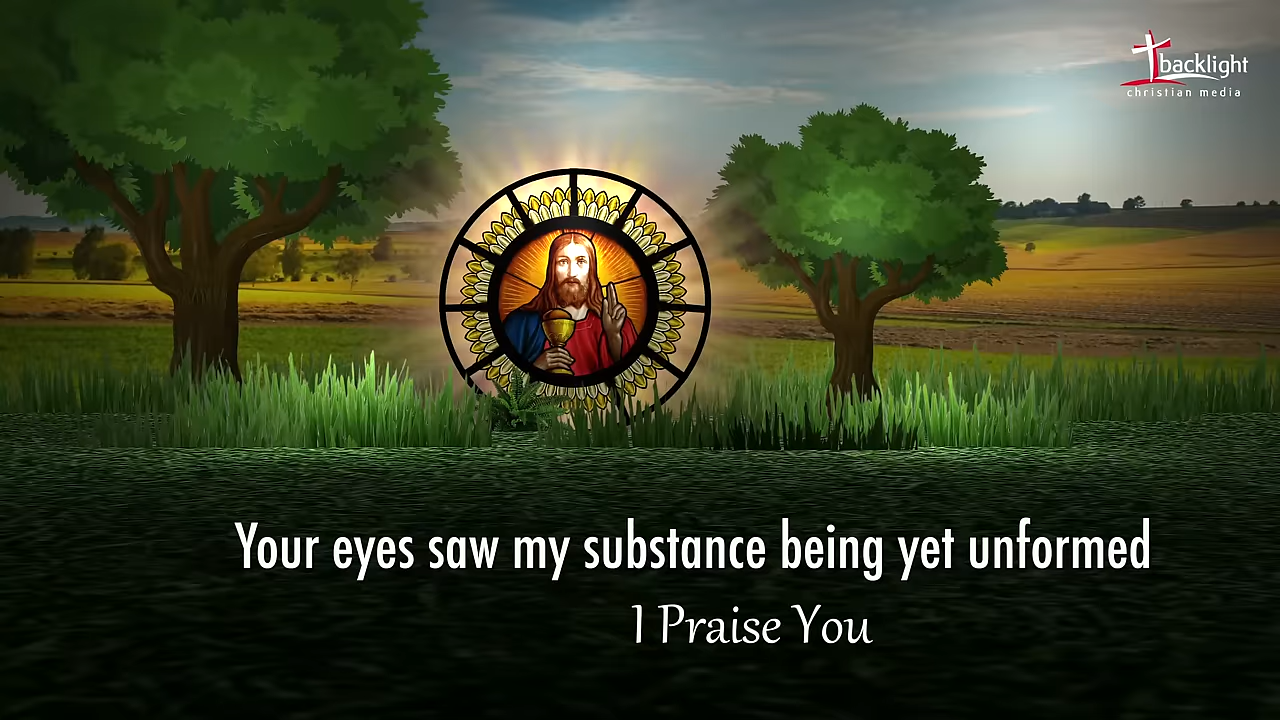 backlight
christian media
Your eyes saw my substance being yet unformed
I Praise You